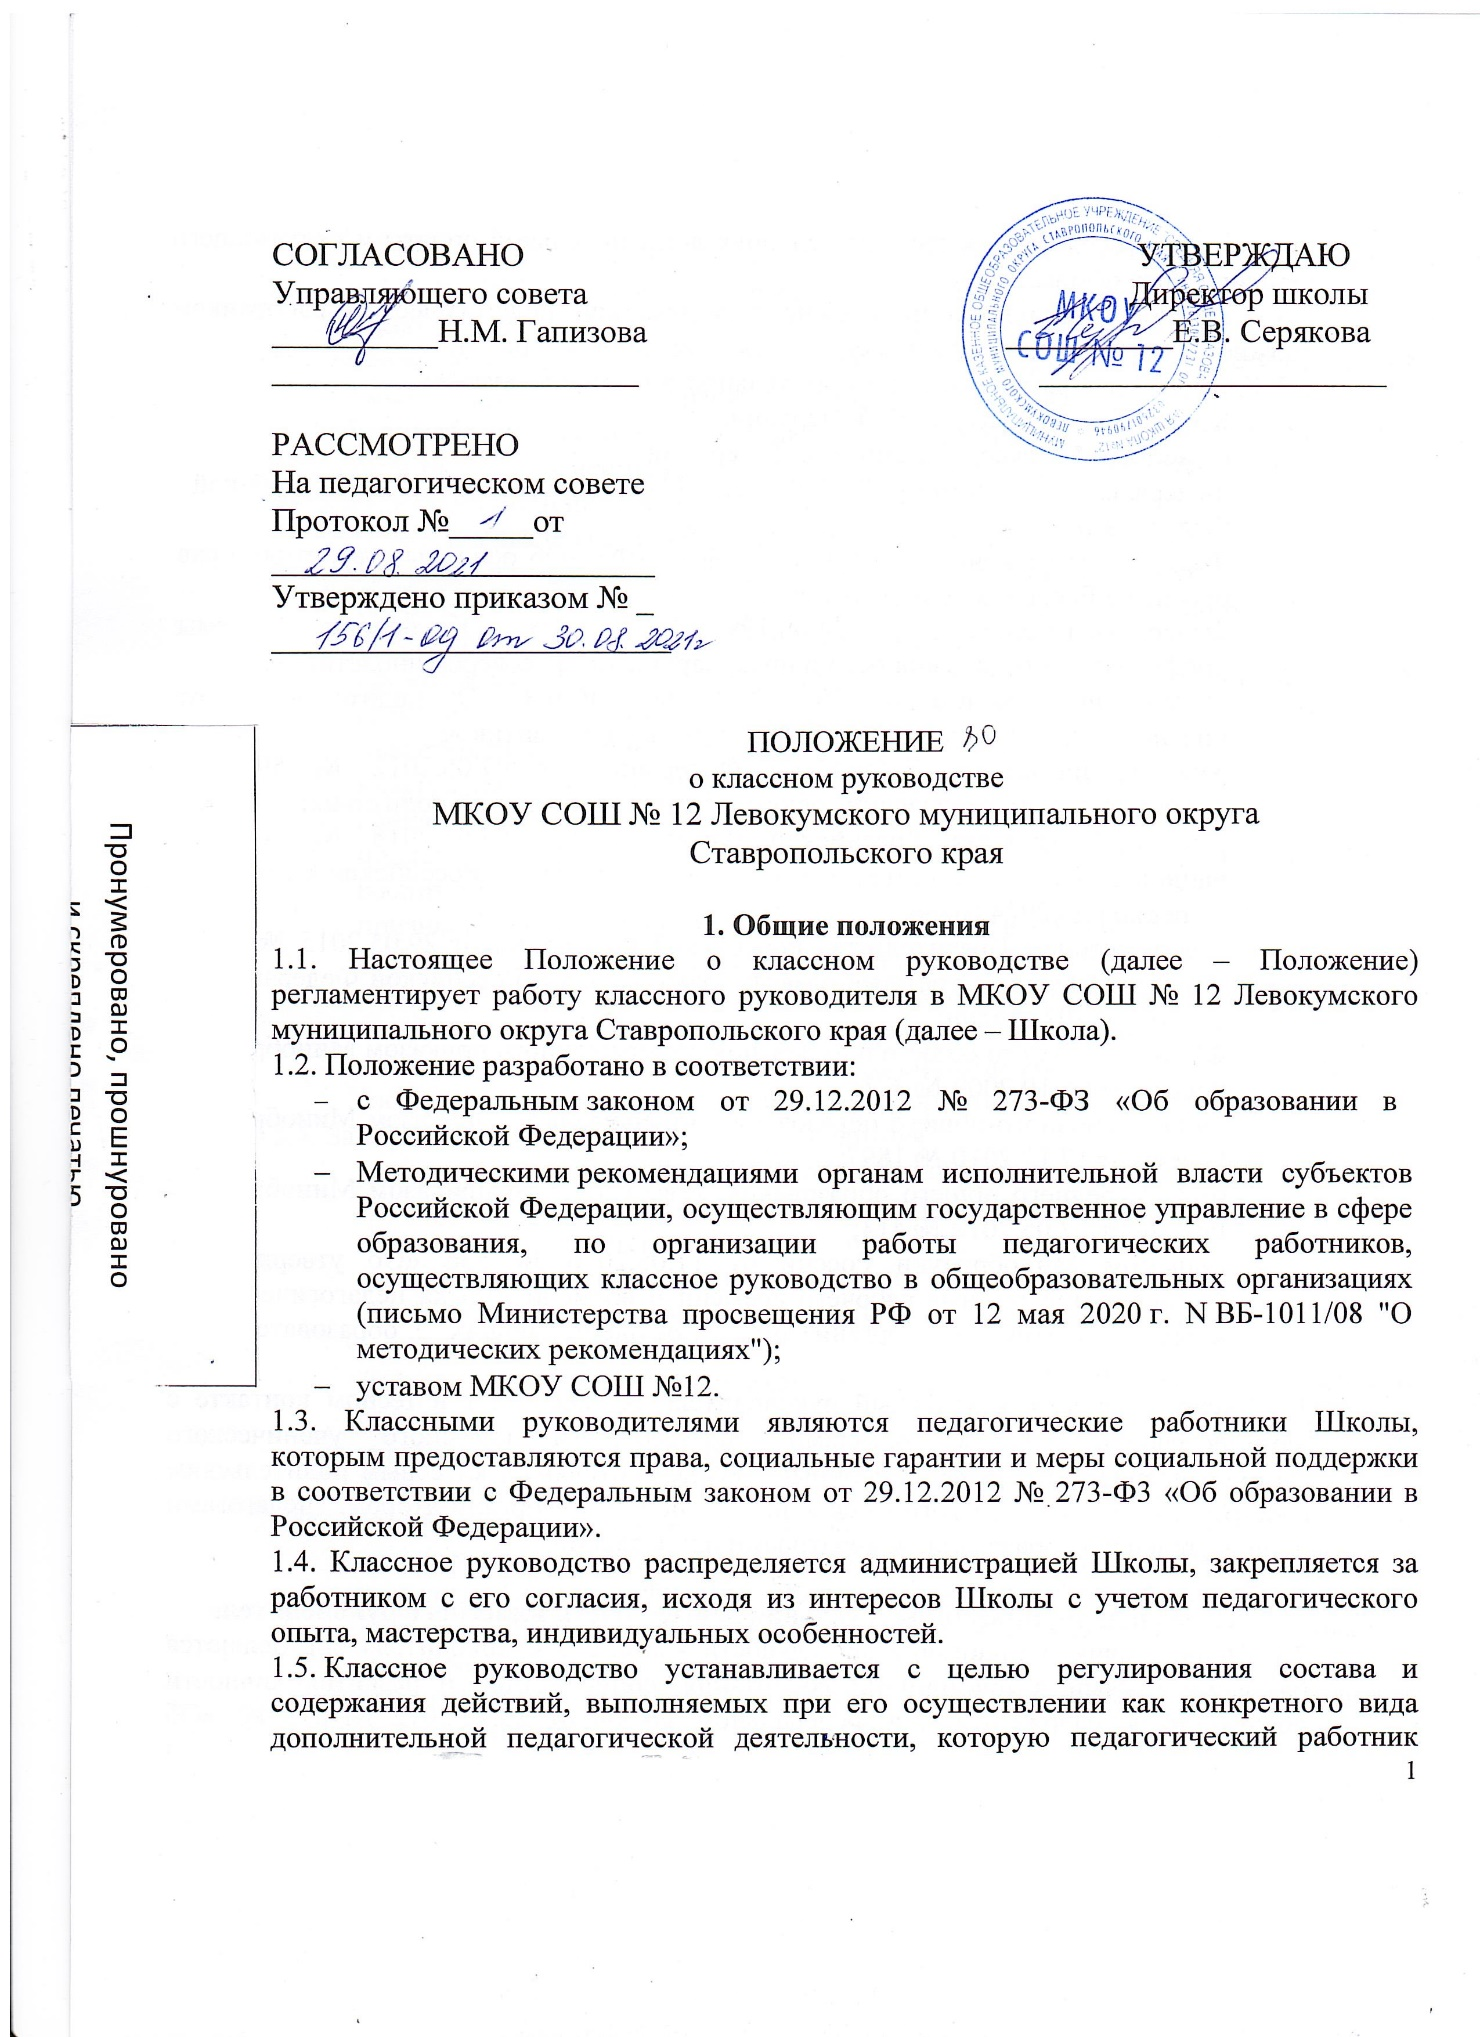 СОГЛАСОВАНО
Управляющего совета
__________Н.М. Гапизова
______________________
УТВЕРЖДАЮ
Директор школы
__________Е.В. Серякова
_____________________
МКОУ
СОШ № 12
РАССМОТРЕНО
На педагогическом совете
Протокол №__1__от
29.08.2021
Утверждено приказом № _
156/1-од от 30.08.2021г
ПОЛОЖЕНИЕ
о классном руководстве
МКОУ СОШ № 12 Левокумского муниципального округа
Ставропольского края
Пронумеровано, прошнуровано
1. Общие положения
1.1. Настоящее Положение о классном руководстве (далее – Положение)
регламентирует работу классного руководителя в МКОУ СОШ № 12 Левокумского
муниципального округа Ставропольского края (далее – Школа).
1.2. Положение разработано в соответствии:
– с Федеральным законом от 29.12.2012 № 273-ФЗ «Об образовании в
Российской Федерации»;
– Методическими рекомендациями органам исполнительной власти субъектов
Российской Федерации, осуществляющим государственное управление в сфере
образования, по организации работы педагогических работников,
осуществляющих классное руководство в общеобразовательных организациях
(письмо Министерства просвещения РФ от 12 мая 2020 г. N ВБ-1011/08 "О
методических рекомендациях");
– уставом МКОУ СОШ №12.
1.3. Классными руководителями являются педагогические работники Школы,
которым предоставляются права, социальные гарантии и меры социальной поддержки
в соответствии с Федеральным законом от 29.12.2012 № 273-ФЗ «Об образовании в
Российской Федерации».
1.4. Классное руководство распределяется администрацией Школы, закрепляется за
работником с его согласия, исходя из интересов Школы с учетом педагогического
опыта, мастерства, индивидуальных особенностей.
1.5. Классное руководство устанавливается с целью регулирования состава и
содержания действий, выполняемых при его осуществлении как конкретного вида
дополнительной педагогической деятельности, которую педагогический работник
1